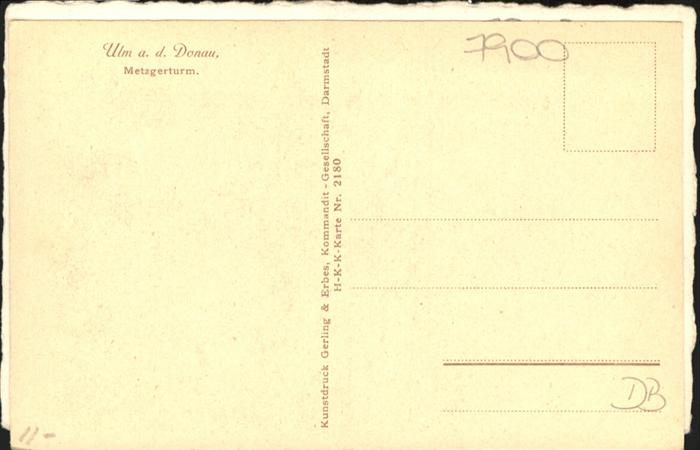 Ulm a. d. Donau,
Metzgerturm.
7900
Kunstdruck Gerling & Erbes, Kommandit-Gesellschaft, Darmstadt
H-K-K-Karte Nr. 2180
DB
11-